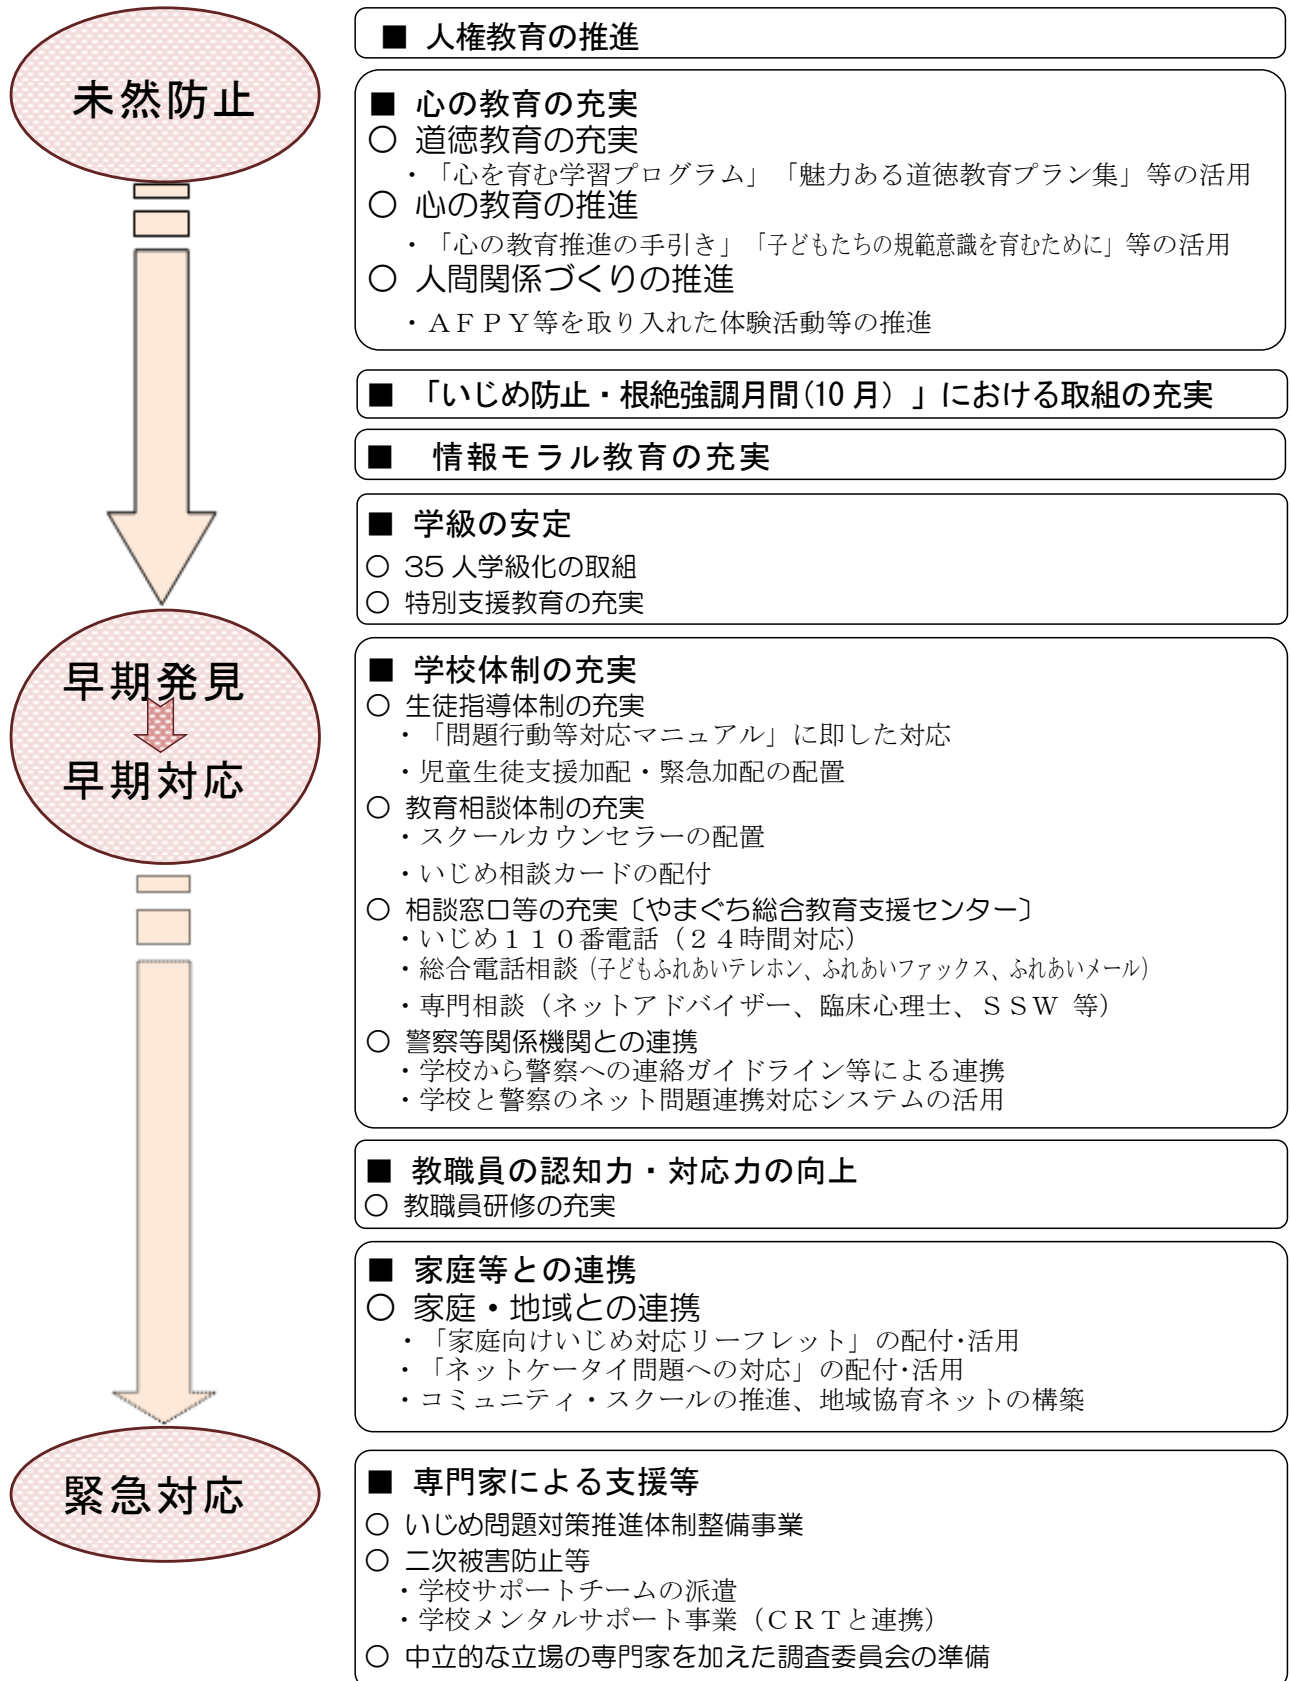 未然防止
■ 人権教育の推進
■ 心の教育の充実
○ 道徳教育の充実
・「心を育む学習プログラム」「魅力ある道徳教育プラン集」等の活用
○ 心の教育の推進
・「心の教育推進の手引き」「子どもたちの規範意識を育むために」等の活用
○ 人間関係づくりの推進
・ＡＦＰＹ等を取り入れた体験活動等の推進
■ 「いじめ防止・根絶強調月間(10月）」における取組の充実
■ 情報モラル教育の充実
■ 学級の安定
○ 35人学級化の取組
○ 特別支援教育の充実
早期発見
早期対応
■ 学校体制の充実
○ 生徒指導体制の充実
・「問題行動等対応マニュアル」に即した対応
・児童生徒支援加配・緊急加配の配置
○ 教育相談体制の充実
・スクールカウンセラーの配置
・いじめ相談カードの配付
○ 相談窓口等の充実〔やまぐち総合教育支援センター〕
・いじめ１１０番電話（２４時間対応）
・総合電話相談（子どもふれあいテレホン、ふれあいファックス、ふれあいメール）
・専門相談（ネットアドバイザー、臨床心理士、ＳＳＷ 等）
○ 警察等関係機関との連携
・学校から警察への連絡ガイドライン等による連携
・学校と警察のネット問題連携対応システムの活用
■ 教職員の認知力・対応力の向上
○ 教職員研修の充実
■ 家庭等との連携
○ 家庭・地域との連携
・「家庭向けいじめ対応リーフレット」の配付・活用
・「ネットケータイ問題への対応」の配付・活用
・コミュニティ・スクールの推進、地域協育ネットの構築
緊急対応
■ 専門家による支援等
○ いじめ問題対策推進体制整備事業
○ 二次被害防止等
・学校サポートチームの派遣
・学校メンタルサポート事業（ＣＲＴと連携）
○ 中立的な立場の専門家を加えた調査委員会の準備